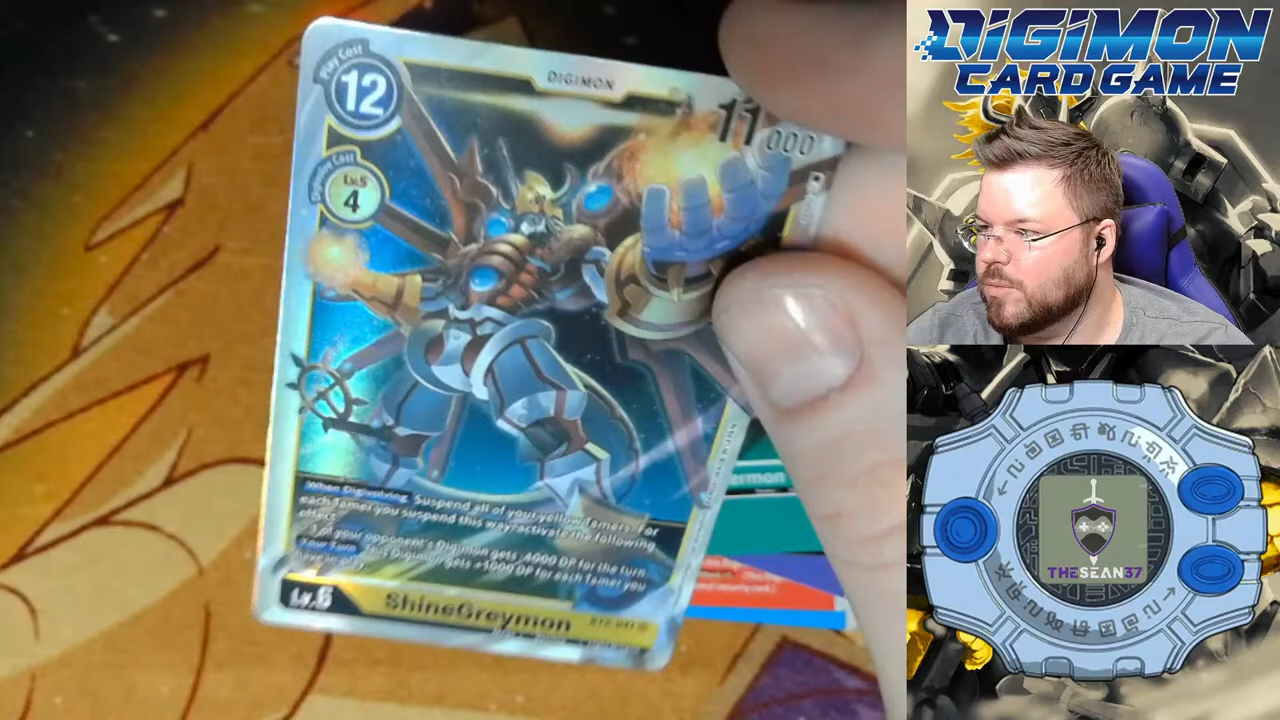 Play Cost
12
DIGIMON
11000
Lv.5
4
When Digivolving Suspend all of your yellow Tamers. For
each Tamer you suspend this way, activate the following
effect.
1 of your opponent's Digimon gets -4000 DP for the turn
Your Turn This Digimon gets +1000 DP for each Tamer you
have in play
Lv.6
ShineGreymon
ermon
DIGIMON
CARD GAME
THESEAN37